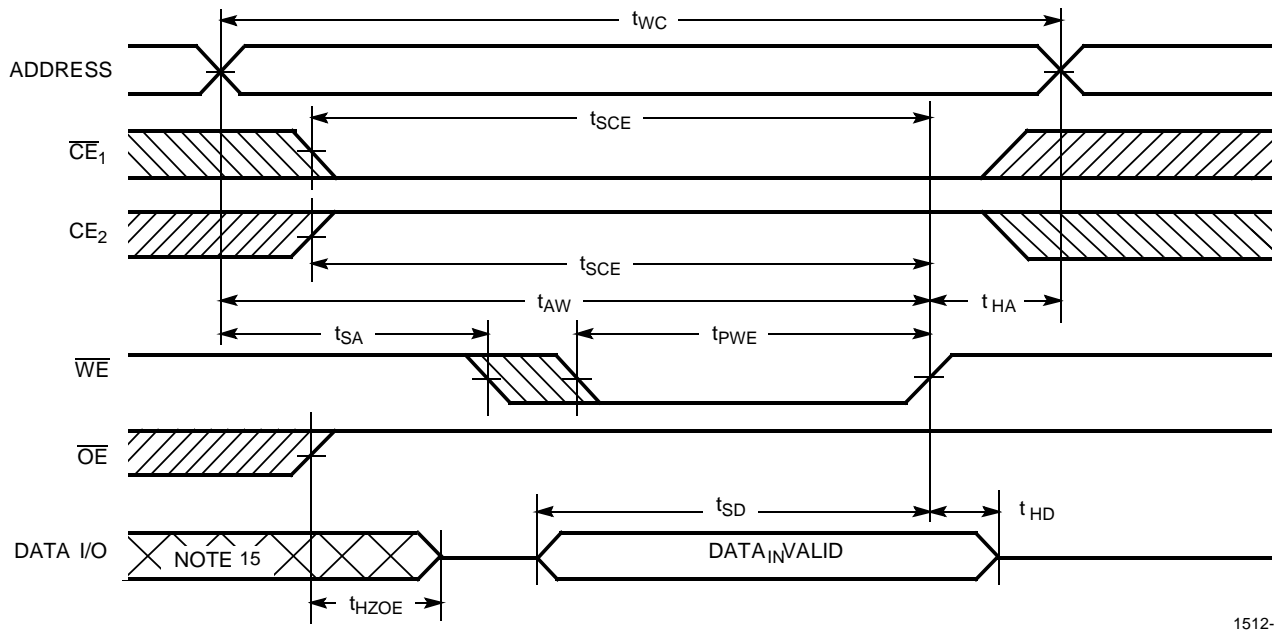 tWC
ADDRESS
tSCE
CE1
CE2
tSCE
tAW
tHA
tSA
tPWE
WE
OE
tSD
tHD
DATA I/O
NOTE 15
DATAINVALID
tHZOE
1512-